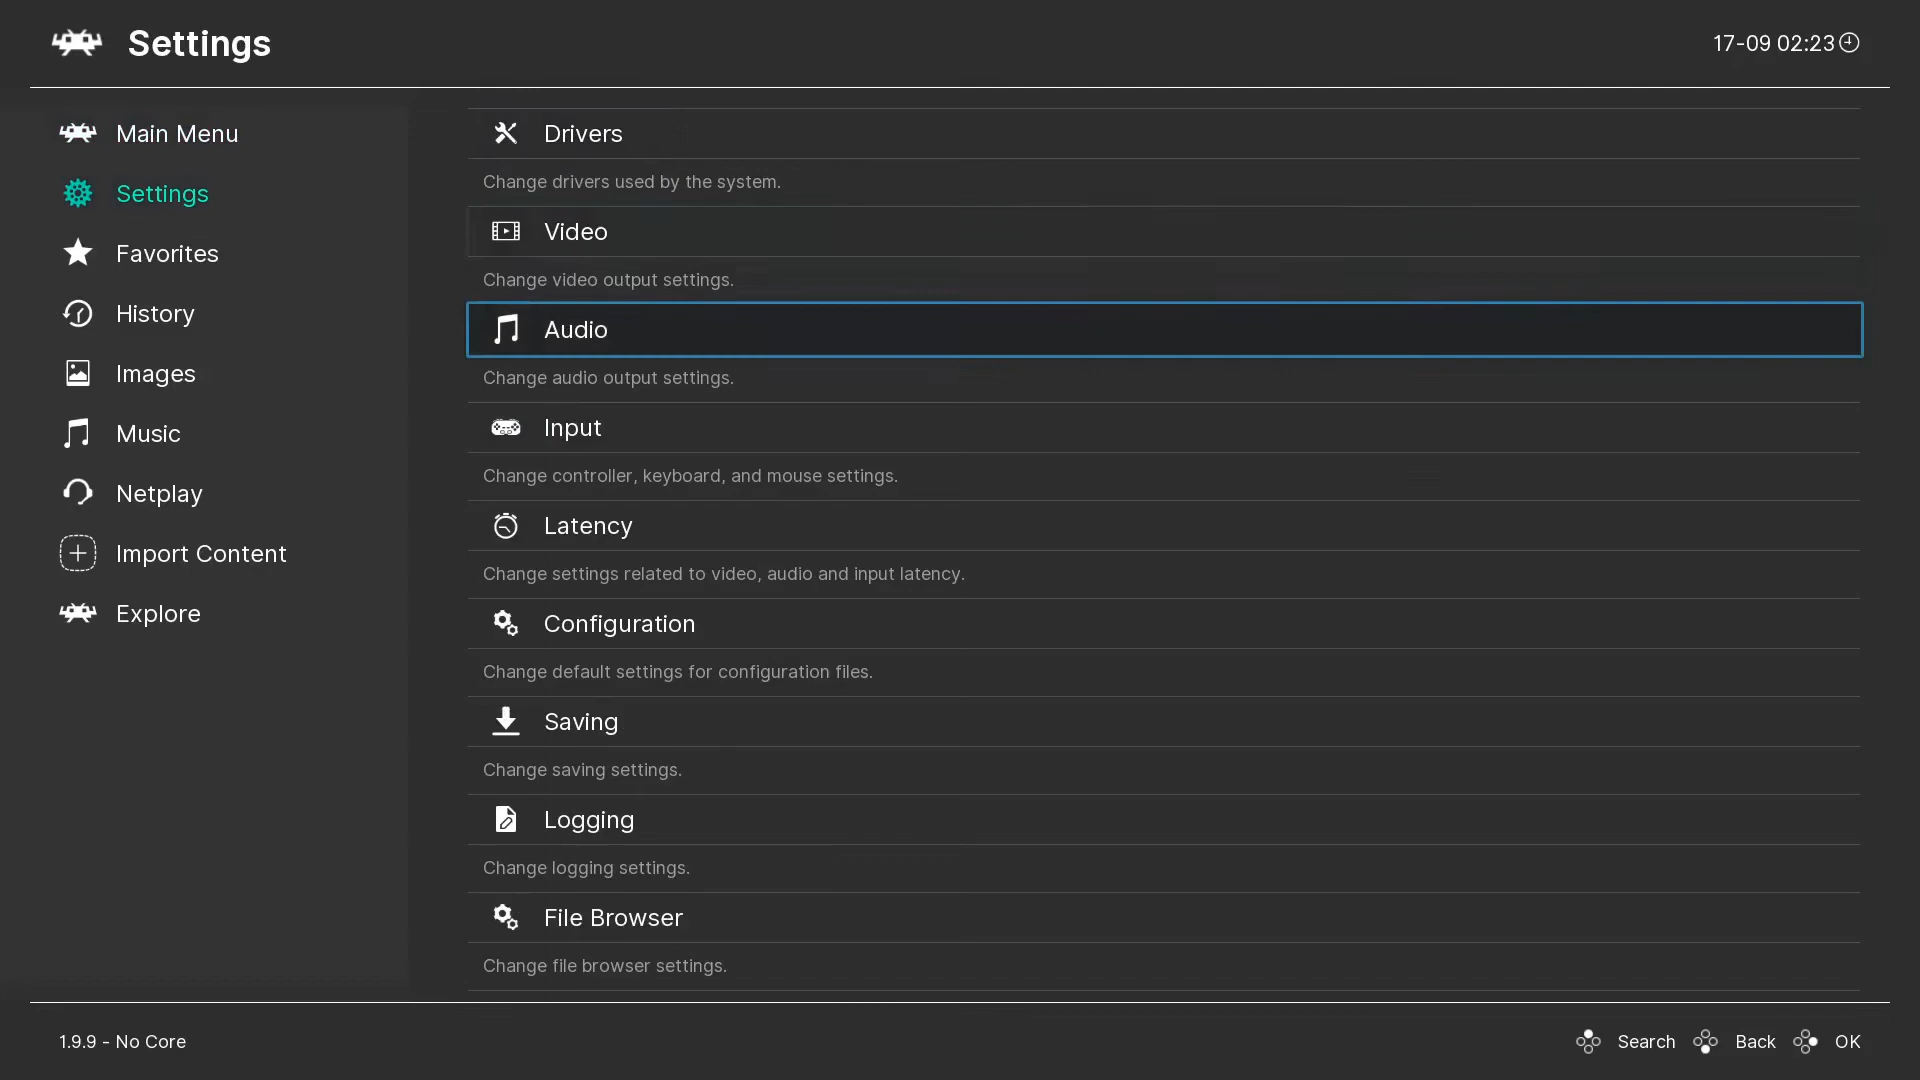 Settings
17-09 02:23
Main Menu
Settings
Favorites
History
Images
Music
Netplay
Import Content
Explore
Drivers
Change drivers used by the system.
Video
Change video output settings.
Audio
Change audio output settings.
Input
Change controller, keyboard, and mouse settings.
Latency
Change settings related to video, audio and input latency.
Configuration
Change default settings for configuration files.
Saving
Change saving settings.
Logging
Change logging settings.
File Browser
Change file browser settings.
1.9.9 - No Core
Search Back OK